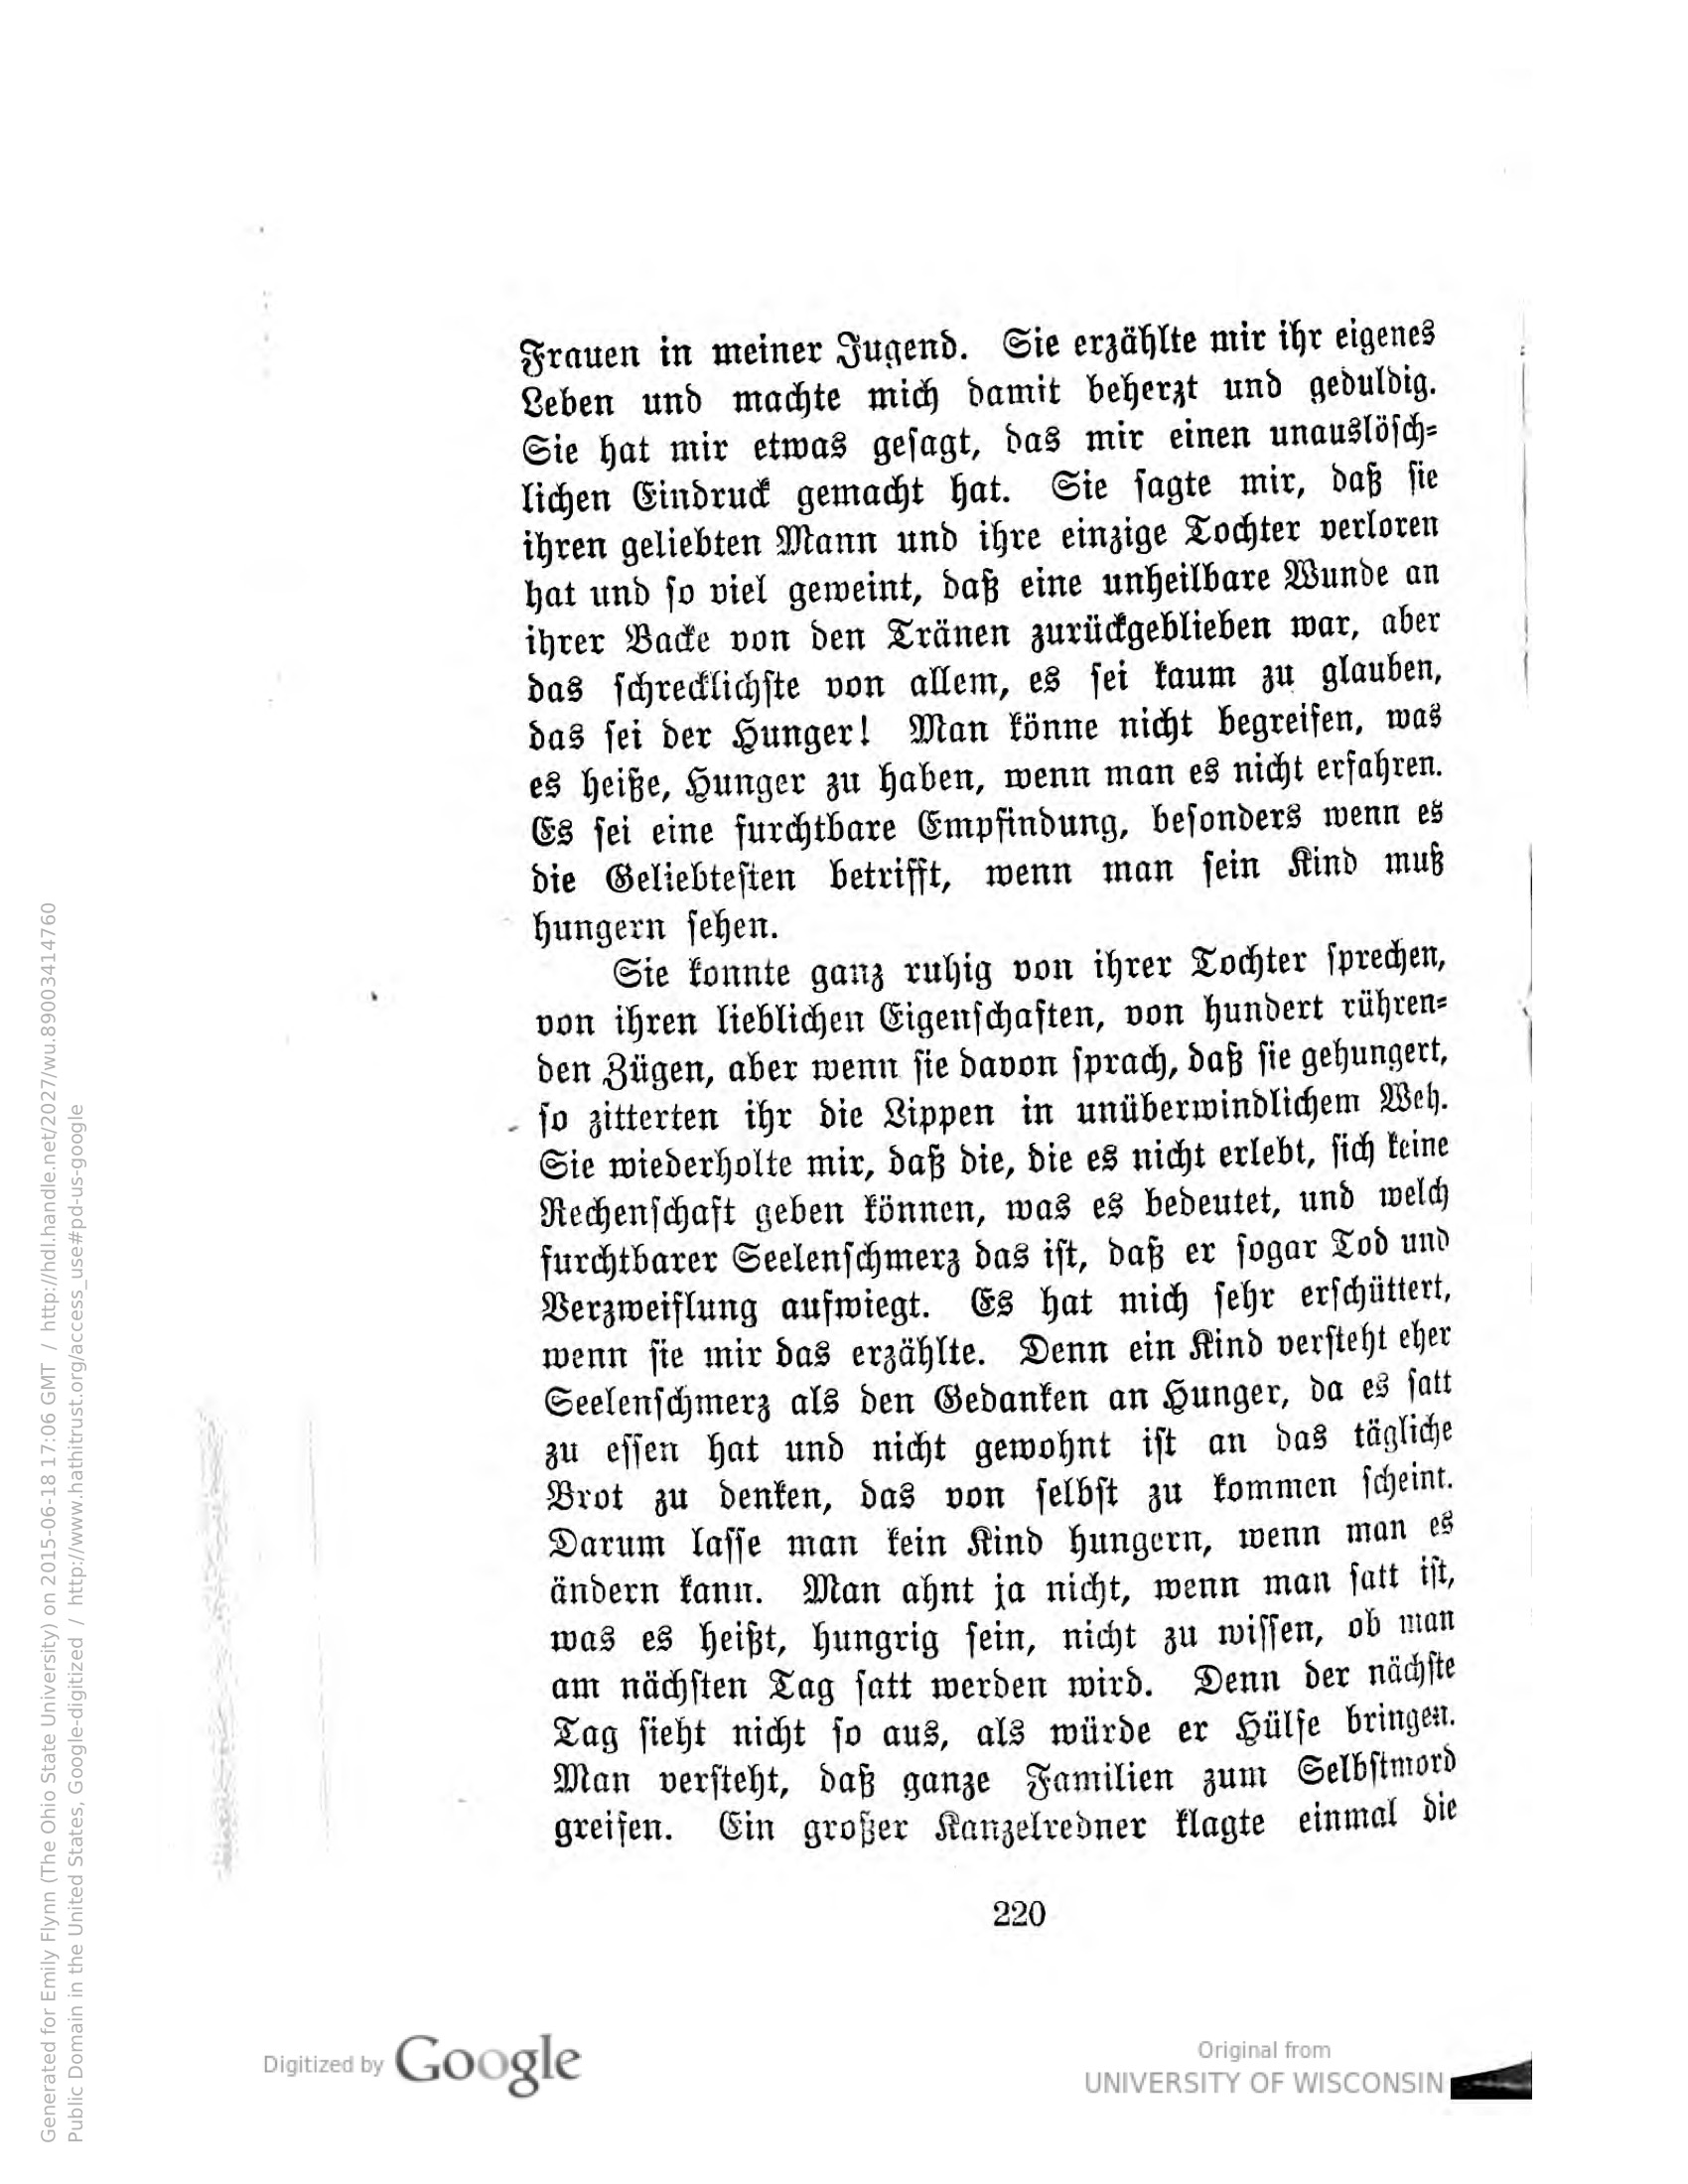 Frauen in meiner Jugend. Sie erzählte mir ihr eigenes
Leben und machte mich damit beherzt und geduldig.
Sie hat mir etwas gesagt, das mir einen unauslösch-
lichen Eindruck gemacht hat. Sie sagte mir, daß sie
ihren geliebten Mann und ihre einzige Tochter verloren
hat und so viel geweint, daß eine unheilbare Wunde an
ihrer Backe von den Tränen zurückgeblieben war, aber
das schrecklichste von allem, es sei kaum zu glauben,
das sei der Hunger! Man könne nicht begreifen, was
es heiße, Hunger zu haben, wenn man es nicht erfahren.
Es sei eine furchtbare Empfindung, besonders wenn es
die Geliebtesten betrifft, wenn man sein Kind muß
hungern sehen.
Sie konnte ganz ruhig von ihrer Tochter sprechen,
von ihren lieblichen Eigenschaften, von hundert rühren-
den Zügen, aber wenn sie davon sprach, daß sie gehungert,
so zitterten ihr die Lippen in unüberwindlichem Weh.
Sie wiederholte mir, daß die, die es nicht erlebt, sich keine
Rechenschaft geben können, was es bedeutet, und welch
furchtbarer Seelenschmerz das ist, daß er sogar Tod und
Verzweiflung aufwiegt. Es hat mich sehr erschüttert,
wenn sie mir das erzählte. Denn ein Kind versteht eher
Seelenschmerz als den Gedanken an Hunger, da es satt
zu essen hat und nicht gewohnt ist an das tägliche
Brot zu denken, das von selbst zu kommen scheint.
Darum lasse man kein Kind hungern, wenn man es
ändern kann. Man ahnt ja nicht, wenn man satt ist,
was es heißt, hungrig sein, nicht zu wissen, ob man
am nächsten Tag satt werden wird. Denn der nächste
Tag sieht nicht so aus, als würde er Hülfe bringen.
Man versteht, daß ganze Familien zum Selbstmord
greifen. Ein großer Kanzelredner klagte einmal die
220
Digitized by Google
Original from
UNIVERSITY OF WISCONSIN
Generated for Emily Flynn (The Ohio State University) on 2015-06-18 17:06 GMT / http://hdl.handle.net/2027/wu.89003414760
Public Domain in the United States, Google-digitized / http://www.hathitrust.org/access_use#pd-us-google